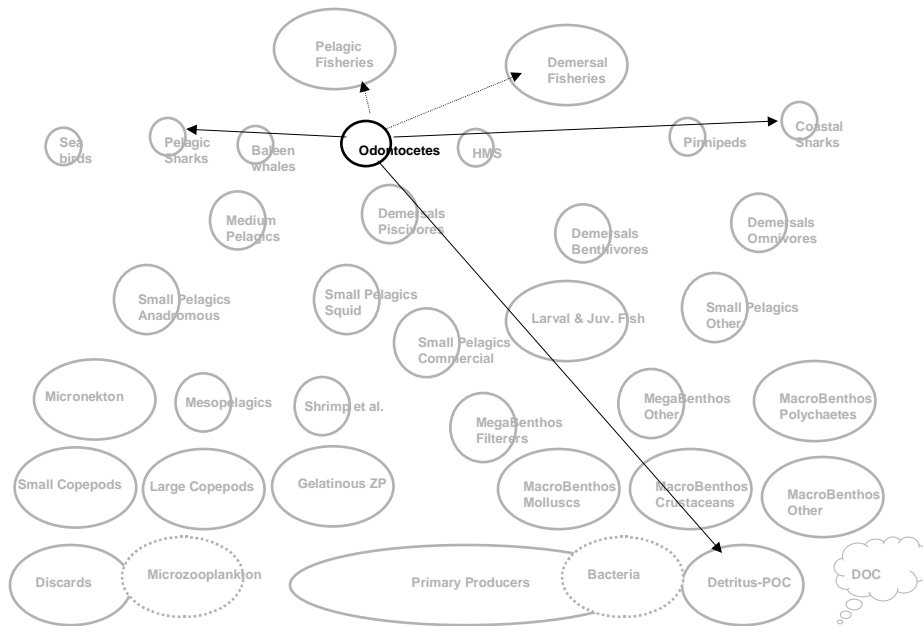 Pelagic
Fisheries
Demersal
Fisheries
Sea
birds
Pelagic
Sharks
Baleen
whales
Odontocetes
HMS
Pinnipeds
Coastal
Sharks
Medium
Pelagics
Demersals
Piscivores
Demersals
Benthivores
Demersals
Omnivores
Small Pelagics
Anadromous
Small Pelagics
Squid
Small Pelagics
Commercial
Larval & Juv. Fish
Small Pelagics
Other
Micronekton
Mesopelagics
Shrimp et al.
MegaBenthos
Filterers
MegaBenthos
Other
MacroBenthos
Polychaetes
Small Copepods
Large Copepods
Gelatinous ZP
MacroBenthos
Molluscs
MacroBenthos
Crustaceans
MacroBenthos
Other
Discards
Microzooplankton
Primary Producers
Bacteria
Detritus-POC
DOC